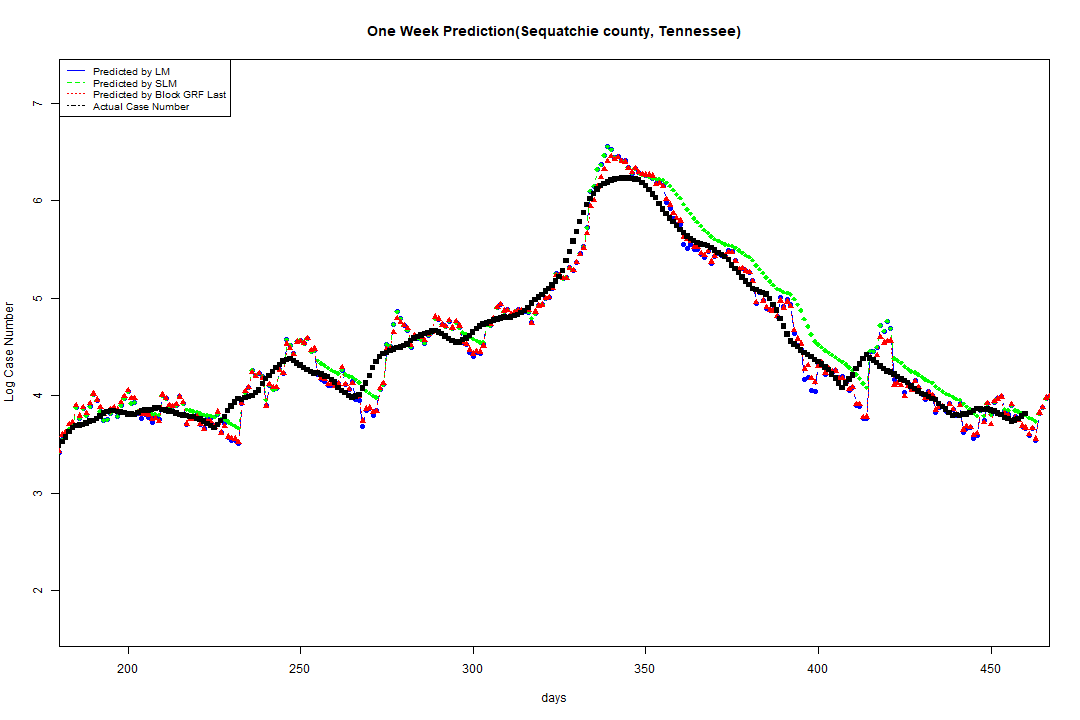 One Week Prediction(Sequatchie county, Tennessee)
Predicted by LM
Predicted by SLM
Predicted by Block GRF Last
Actual Case Number
7
6
5
4
3
2
Log Case Number
200 250 300 350 400 450
days